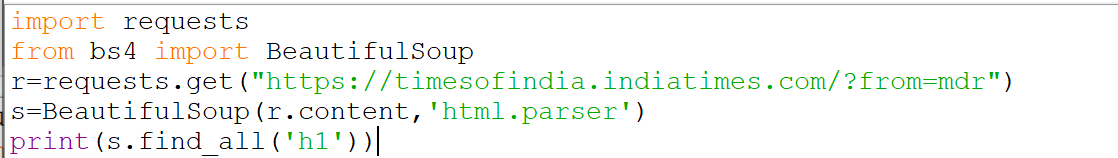 import requests
from bs4 import BeautifulSoup
r=requests.get("https://timesofindia.indiatimes.com/?from=mdr")
s=BeautifulSoup(r.content,'html.parser')
print(s.find_all('h1'))